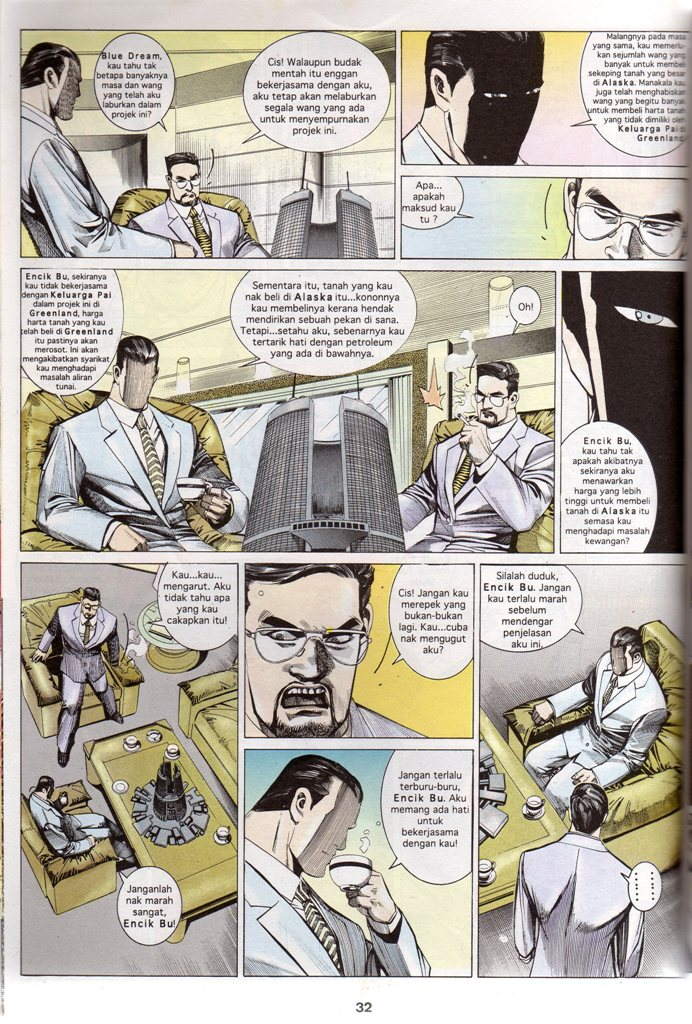 Blue Dream,
kau tahu tak
betapa banyaknya
masa dan wang
yang telah aku
laburkan dalam
projek ini?
Cis! Walaupun budak
mentah itu enggan
bekerjasama dengan aku,
aku tetap akan melaburkan
segala wang yang ada
untuk menyempurnakan
projek ini.
Malangnya pada masa
yang sama, kau memerlu-
kan sejumlah wang yang
banyak untuk membeli
sekeping tanah yang besar
di Alaska. Manakala kau
juga telah menghabiskan
wang yang begitu banyak
untuk membeli harta tanah
yang tidak dimiliki oleh
Keluarga Pai di
Greenland.
Apa...
apakah
maksud kau
tu ?
Encik Bu, sekiranya
kau tidak bekerjasama
dengan Keluarga Pai
dalam projek ini di
Greenland, harga
harta tanah yang kau
telah beli di Greenland
itu pastinya akan
merosot. Ini akan
mengakibatkan syarikat
kau menghadapi
masalah aliran
tunai.
Sementara itu, tanah yang kau
nak beli di Alaska itu...kononnya
kau membelinya kerana hendak
mendirikan sebuah pekan di sana.
Tetapi...setahu aku, sebenarnya kau
tertarik hati dengan petroleum
yang ada di bawahnya.
Oh!
Encik Bu,
kau tahu tak
apakah akibatnya
sekiranya aku
menawarkan
harga yang lebih
tinggi untuk membeli
tanah di Alaska itu
semasa kau
menghadapi masalah
kewangan?
Kau...kau...
mengarut. Aku
tidak tahu apa
yang kau
cakapkan itu!
Janganlah
nak marah
sangat,
Encik Bu!
Cis! Jangan kau
merepek yang
bukan-bukan
lagi. Kau...cuba
nak mengugut
aku?
Jangan terlalu
terburu-buru,
Encik Bu. Aku
memang ada hati
untuk
bekerjasama
dengan kau!
Silalah duduk,
Encik Bu. Jangan
kau terlalu marah
sebelum
mendengar
penjelasan
aku ini.
......
32